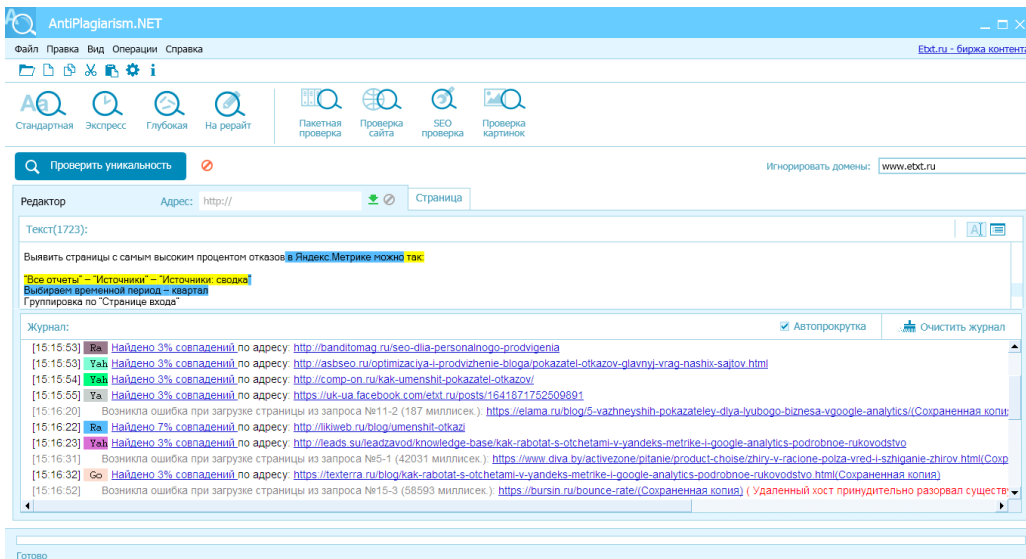 AntiPlagiarism.NET
Файл Правка Вид Операции Справка
Etxt.ru - биржа контента
Стандартная Экспресс Глубокая На рерайт Пакетная проверка Проверка сайта SEO проверка Проверка картинок
Проверить уникальность
Игнорировать домены: www.etxt.ru
Редактор Адрес: http:// Страница
Текст(1723):
Выявить страницы с самым высоким процентом отказов в Яндекс.Метрике можно так:
"Все отчеты" – "Источники" – "Источники: сводка"
Выбираем временной период – квартал
Группировка по "Странице входа"
Журнал: Автопрокрутка Очистить журнал
[15:15:53] Ra Найдено 3% совпадений по адресу: http://banditomag.ru/seo-dlia-personalnogo-prodvigenia
[15:15:53] Yah Найдено 3% совпадений по адресу: http://asbseo.ru/optimizaciya-i-prodvizhenie-bloga/pokazatel-otkazov-glavnyj-vrag-nashix-sajtov.html
[15:15:54] Yah Найдено 3% совпадений по адресу: http://comp-on.ru/kak-umenshit-pokazatel-otkazov/
[15:15:55] Ya Найдено 3% совпадений по адресу: https://uk-ua.facebook.com/etxt.ru/posts/1641871752509891
[15:16:20] Возникла ошибка при загрузке страницы из запроса №11-2 (187 миллисек.): https://elama.ru/blog/5-vazhneyshih-pokazateley-dlya-lyubogo-biznesa-vgoogle-analytics/(Сохраненная копи
[15:16:22] Ra Найдено 7% совпадений по адресу: http://likiweb.ru/blog/umenshit-otkazi
[15:16:23] Yah Найдено 3% совпадений по адресу: http://leads.su/leadzavod/knowledge-base/kak-rabotat-s-otchetami-v-yandeks-metrike-i-google-analytics-podrobnoe-rukovodstvo
[15:16:31] Возникла ошибка при загрузке страницы из запроса №5-1 (42031 миллисек.): https://www.diva.by/activezone/pitanie/product-choise/zhiry-v-racione-polza-vred-i-szhiganie-zhirov.html(Сохр
[15:16:32] Go Найдено 3% совпадений по адресу: https://texterra.ru/blog/kak-rabotat-s-otchetami-v-yandeks-metrike-i-google-analytics-podrobnoe-rukovodstvo.html(Сохраненная копия)
[15:16:52] Возникла ошибка при загрузке страницы из запроса №15-3 (58593 миллисек.): https://bursin.ru/bounce-rate/(Сохраненная копия) ( Удаленный хост принудительно разорвал существ
Готово